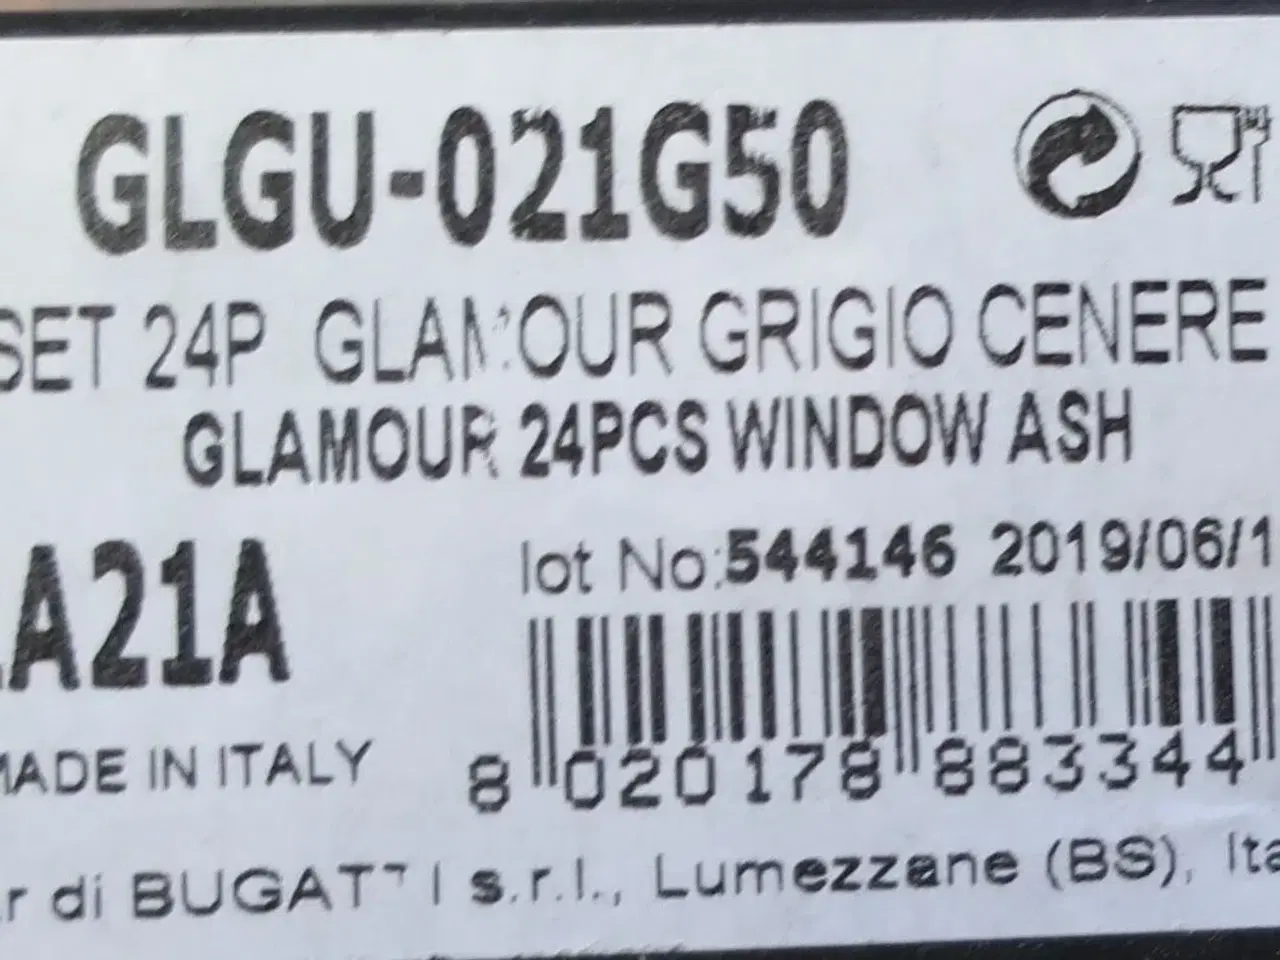 GLGU-021G50
SET 24P GLAMOUR GRIGIO CENERE
GLAMOUR 24PCS WINDOW ASH
A21A
lot No:544146 2019/06/1
MADE IN ITALY
8 020178 883344
di BUGATTI s.r.l., Lumezzane (BS), Ita